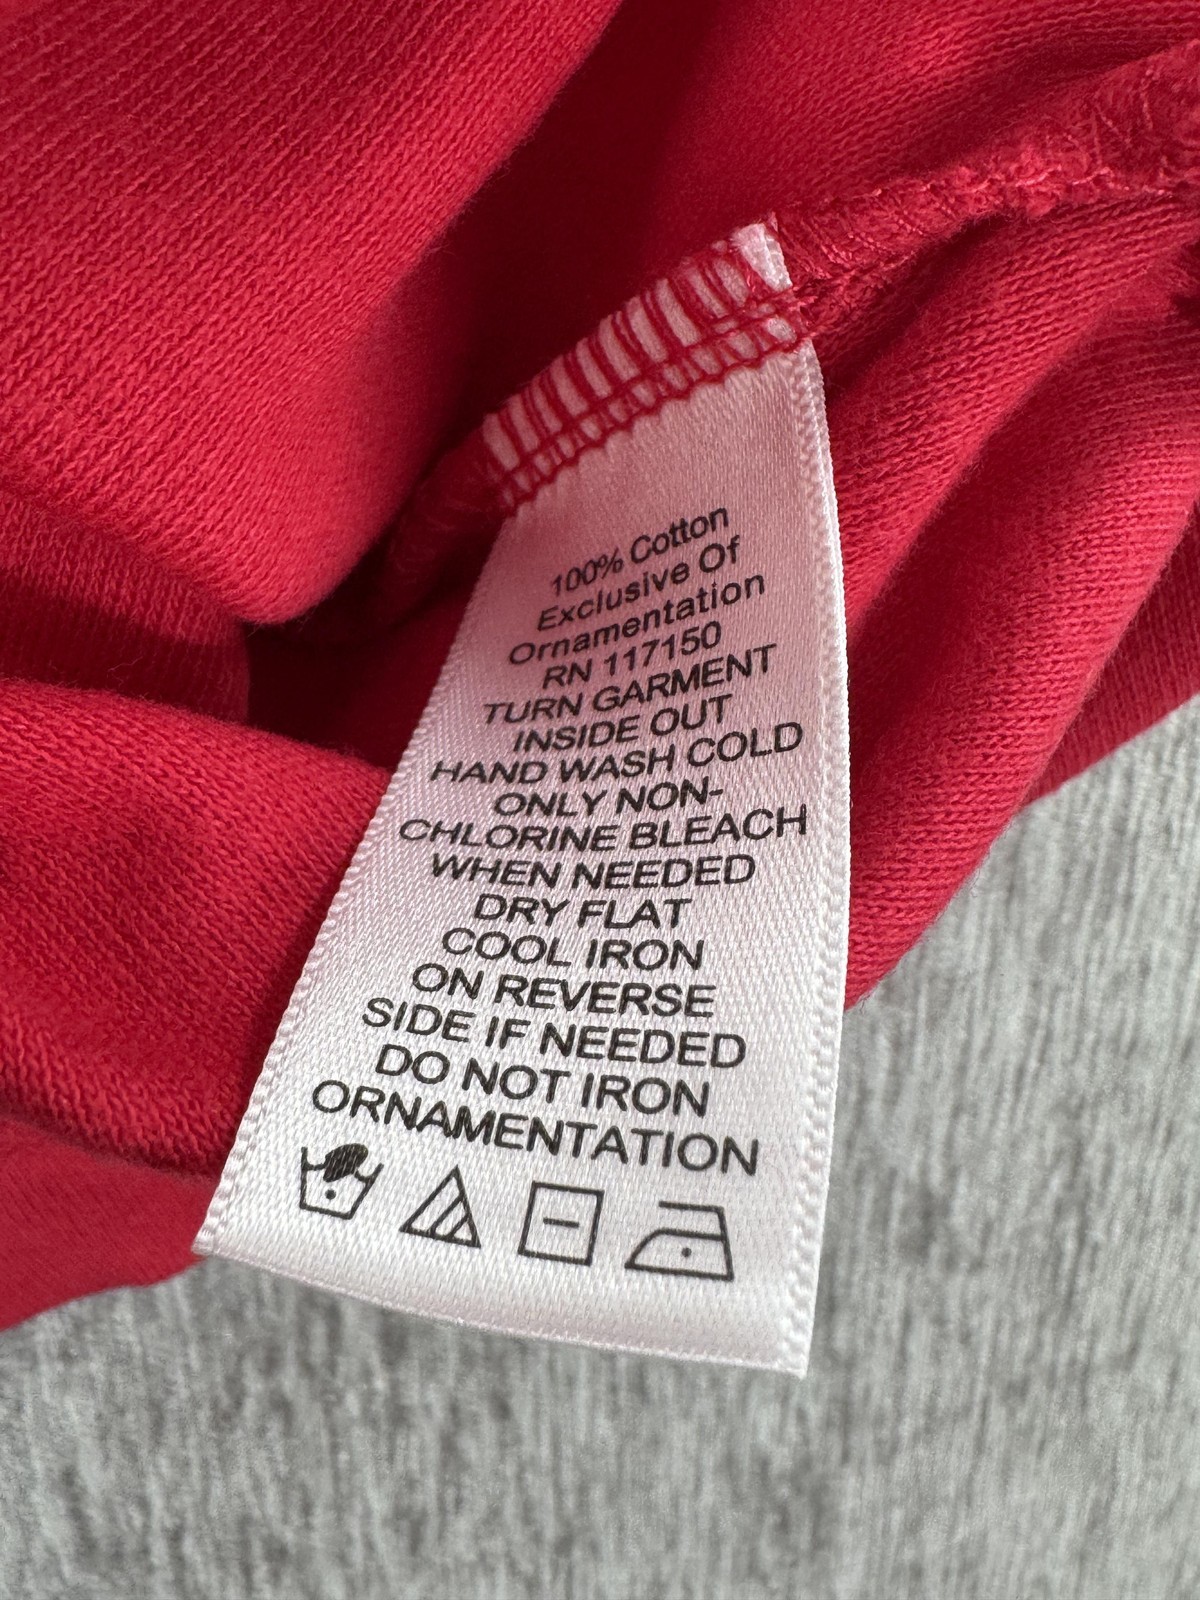 100% Cotton
Exclusive Of
Ornamentation
RN 117150
TURN GARMENT
INSIDE OUT
HAND WASH COLD
ONLY NON-
CHLORINE BLEACH
WHEN NEEDED
DRY FLAT
COOL IRON
ON REVERSE
SIDE IF NEEDED
DO NOT IRON
ORNAMENTATION